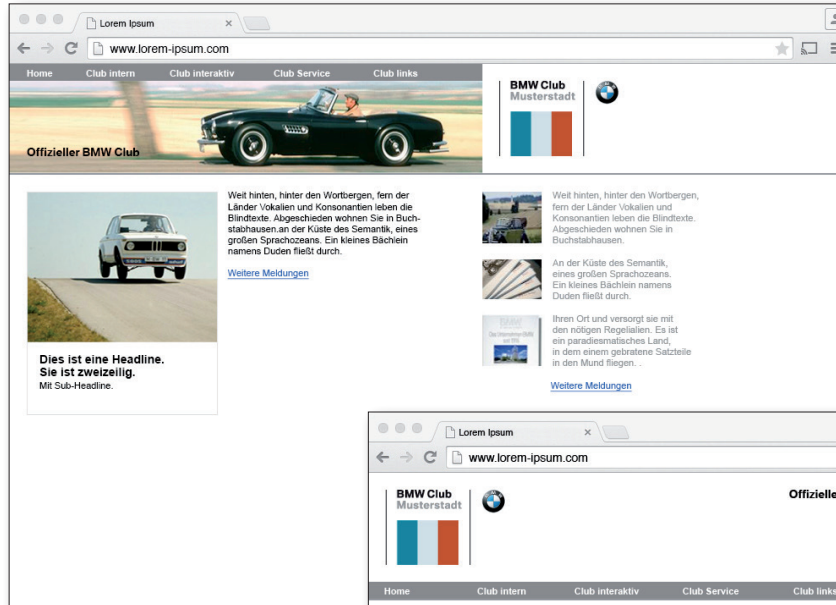 Lorem Ipsum
www.lorem-ipsum.com
Home Club intern Club interaktiv Club Service Club links
BMW Club
Musterstadt
Offizieller BMW Club
Weit hinten, hinter den Wortbergen, fern der
Länder Vokalien und Konsonantien leben die
Blindtexte. Abgeschieden wohnen Sie in Buch-
stabhausen.an der Küste des Semantik, eines
großen Sprachozeans. Ein kleines Bächlein
namens Duden fließt durch.
Weitere Meldungen
Dies ist eine Headline.
Sie ist zweizeilig.
Mit Sub-Headline.
Weit hinten, hinter den Wortbergen,
fern der Länder Vokalien und
Konsonantien leben die Blindtexte.
Abgeschieden wohnen Sie in
Buchstabhausen.
An der Küste des Semantik,
eines großen Sprachozeans.
Ein kleines Bächlein namens
Duden fließt durch.
BMW
Ihren Ort und versorgt sie mit
den nötigen Regelialien. Es ist
ein paradiesmatisches Land,
in dem einem gebratene Satzteile
in den Mund fliegen. .
Weitere Meldungen
Lorem Ipsum
www.lorem-ipsum.com
BMW Club
Musterstadt
Offizielle
Home Club intern Club interaktiv Club Service Club links